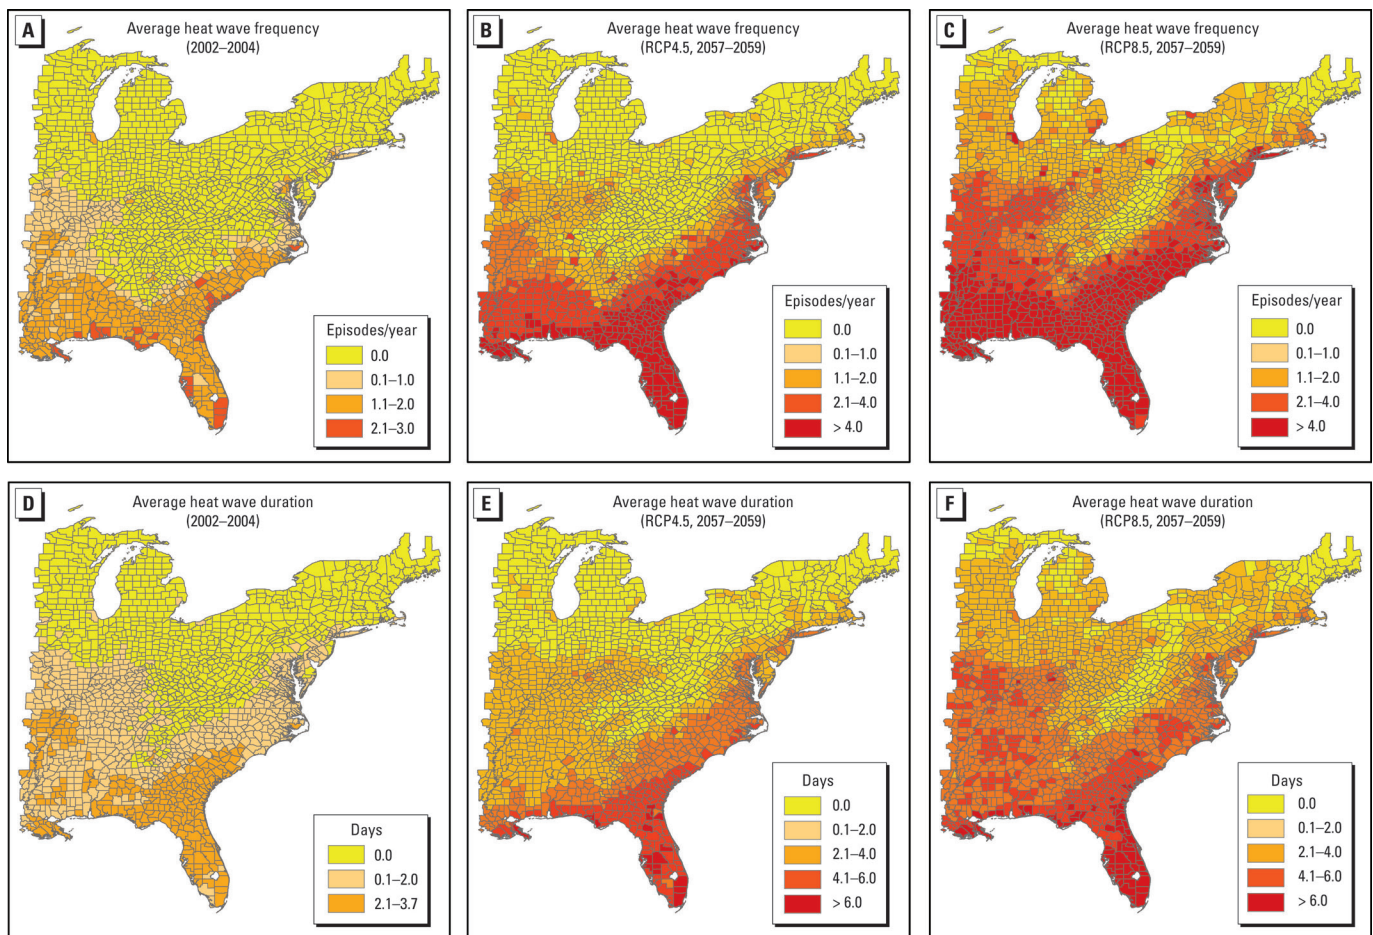 A
Average heat wave frequency
(2002–2004)
Episodes/year
0.0
0.1–1.0
1.1–2.0
2.1–3.0
B
Average heat wave frequency
(RCP4.5, 2057–2059)
Episodes/year
0.0
0.1–1.0
1.1–2.0
2.1–4.0
> 4.0
C
Average heat wave frequency
(RCP8.5, 2057–2059)
Episodes/year
0.0
0.1–1.0
1.1–2.0
2.1–4.0
> 4.0
D
Average heat wave duration
(2002–2004)
Days
0.0
0.1–2.0
2.1–3.7
E
Average heat wave duration
(RCP4.5, 2057–2059)
Days
0.0
0.1–2.0
2.1–4.0
4.1–6.0
> 6.0
F
Average heat wave duration
(RCP8.5, 2057–2059)
Days
0.0
0.1–2.0
2.1–4.0
4.1–6.0
> 6.0